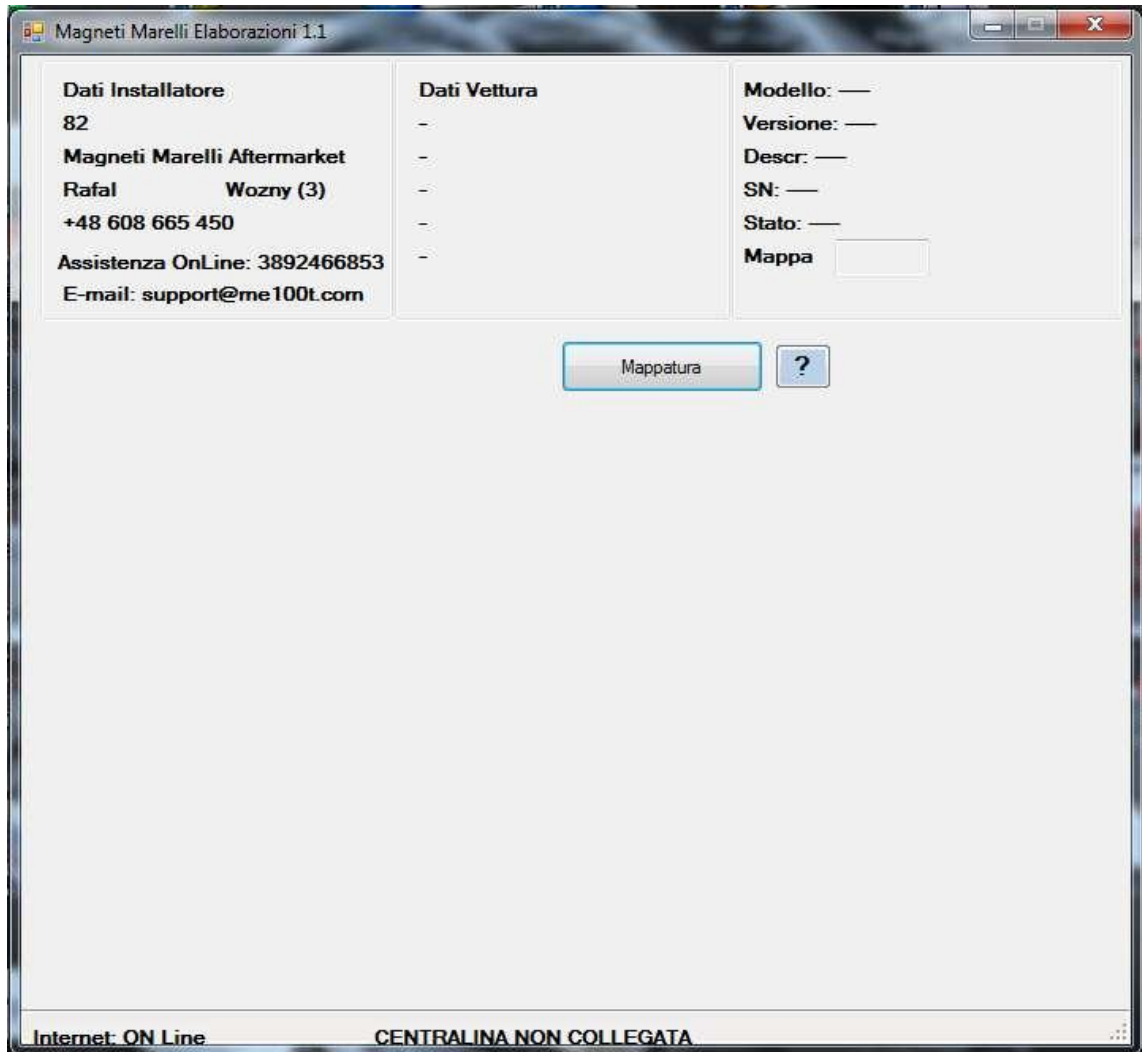 Magneti Marelli Elaborazioni 1.1
Dati Installatore
82
Magneti Marelli Aftermarket
Rafal Wozny (3)
+48 608 665 450
Assistenza OnLine: 3892466853
E-mail: support@me100t.com
Dati Vettura
-
-
-
-
-
Modello: ---
Versione: ---
Descr: ---
SN: ---
Stato: ---
Mappa
Mappatura
?
Internet: ON Line
CENTRALINA NON COLLEGATA